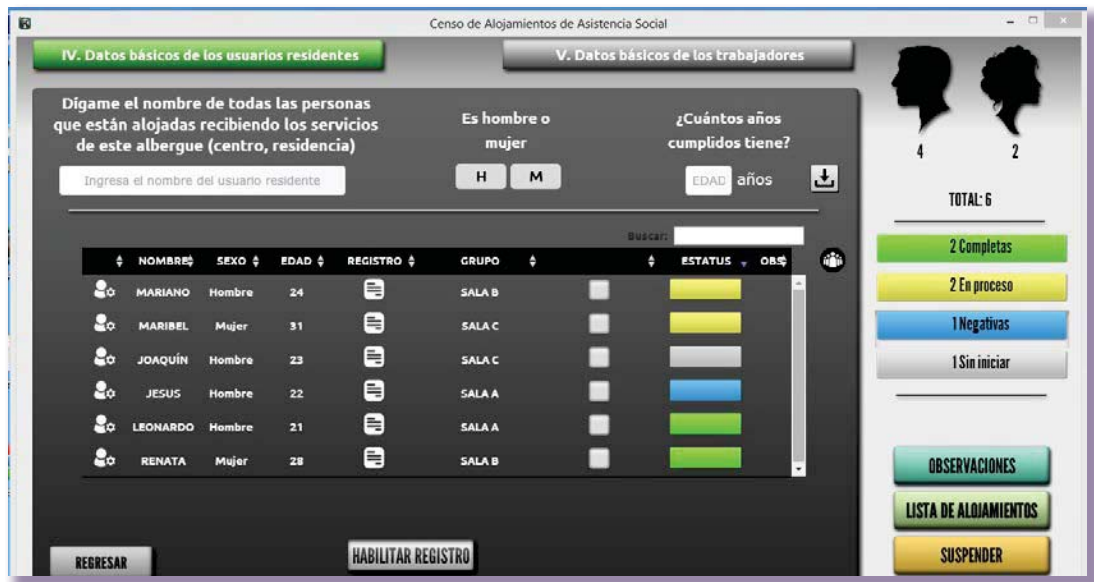 Censo de Alojamientos de Asistencia Social
IV. Datos básicos de los usuarios residentes
V. Datos básicos de los trabajadores
Dígame el nombre de todas las personas
que están alojadas recibiendo los servicios
de este albergue (centro, residencia)
Ingresa el nombre del usuario residente
Es hombre o
mujer
H M
¿Cuántos años
cumplidos tiene?
EDAD años
Buscar:
NOMBRE SEXO EDAD REGISTRO GRUPO ESTATUS OBS
MARIANO Hombre 24 SALA B
MARIBEL Mujer 31 SALA C
JOAQUÍN Hombre 23 SALA C
JESUS Hombre 22 SALA A
LEONARDO Hombre 21 SALA A
RENATA Mujer 28 SALA B
REGRESAR
HABILITAR REGISTRO
4 2
TOTAL: 6
2 Completas
2 En proceso
1 Negativas
1 Sin iniciar
OBSERVACIONES
LISTA DE ALOJAMIENTOS
SUSPENDER